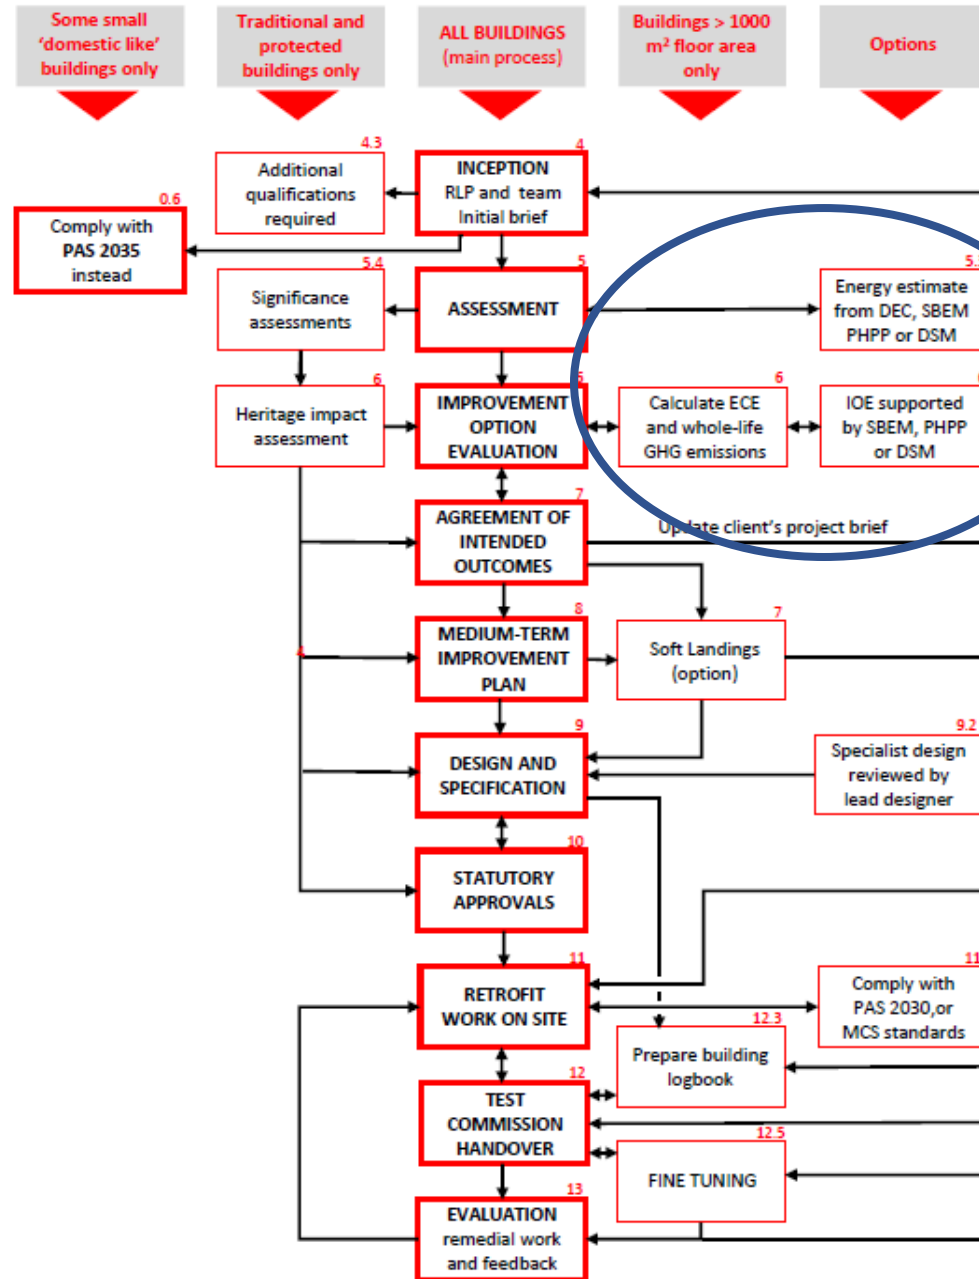 Some small
‘domestic like’
buildings only
Traditional and
protected
buildings only
ALL BUILDINGS
(main process)
Buildings > 1000
m² floor area
only
Options
4.3
Additional
qualifications
required
4
INCEPTION
RLP and team
Initial brief
0.6
Comply with
PAS 2035
instead
5.4
Significance
assessments
5
ASSESSMENT
Energy estimate
from DEC, SBEM
PHPP or DSM
6
Heritage impact
assessment
6
IMPROVEMENT
OPTION
EVALUATION
6
Calculate ECE
and whole-life
GHG emissions
IOE supported
by SBEM, PHPP
or DSM
7
AGREEMENT OF
INTENDED
OUTCOMES
Update client’s project brief
8
MEDIUM-TERM
IMPROVEMENT
PLAN
7
Soft Landings
(option)
4
9
DESIGN AND
SPECIFICATION
9.2
Specialist design
reviewed by
lead designer
10
STATUTORY
APPROVALS
11
RETROFIT
WORK ON SITE
11
Comply with
PAS 2030,or
MCS standards
12.3
Prepare building
logbook
12
TEST
COMMISSION
HANDOVER
12.5
FINE TUNING
13
EVALUATION
remedial work
and feedback